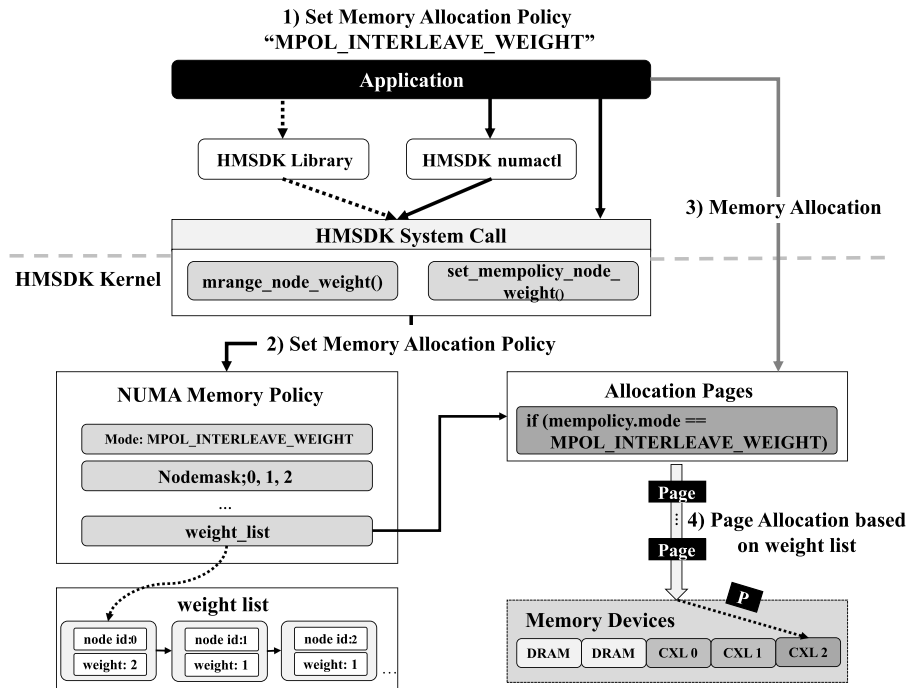 1) Set Memory Allocation Policy
“MPOL_INTERLEAVE_WEIGHT”
Application
HMSDK Library
HMSDK numactl
3) Memory Allocation
HMSDK System Call
HMSDK Kernel
mrange_node_weight()
set_mempolicy_node_
weight()
2) Set Memory Allocation Policy
NUMA Memory Policy
Mode: MPOL_INTERLEAVE_WEIGHT
Nodemask;0, 1, 2
...
weight_list
Allocation Pages
if (mempolicy.mode ==
MPOL_INTERLEAVE_WEIGHT)
Page
...
Page
4) Page Allocation based
on weight list
P
weight list
node id:0
weight: 2
node id:1
weight: 1
node id:2
weight: 1
...
Memory Devices
DRAM
DRAM
CXL 0
CXL 1
CXL 2